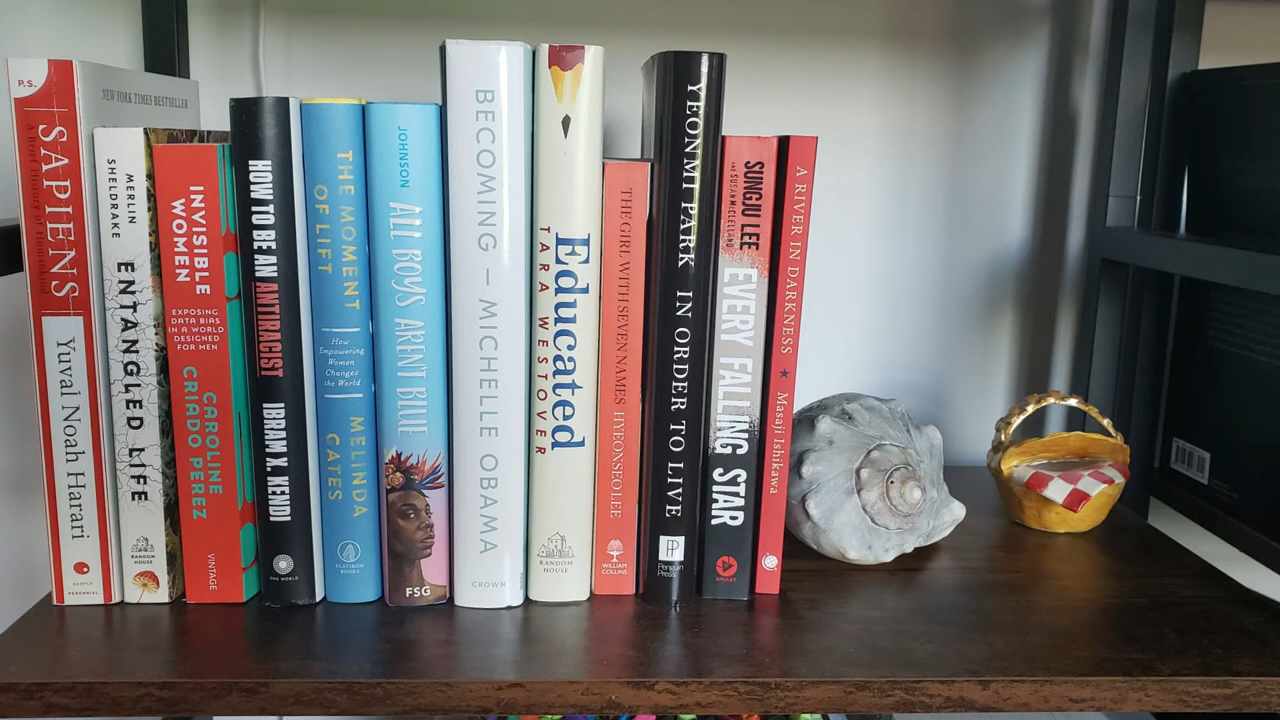 P.S.
SAPIENS
A Brief History of Humankind
Yuval Noah Harari
HARPER
PERENNIAL
NEW YORK TIMES BESTSELLER
MERLIN
SHELDRAKE
ENTANGLED LIFE
RANDOM
HOUSE
INVISIBLE
WOMEN
EXPOSING
DATA BIAS
IN A WORLD
DESIGNED
FOR MEN
CAROLINE
CRIADO PEREZ
VINTAGE
HOW TO BE AN ANTIRACIST
IBRAM X. KENDI
ONE WORLD
THE MOMENT
OF LIFT
How
Empowering
Women
Changes
the World
MELINDA
GATES
FLATIRON
BOOKS
JOHNSON
ALL BOYS AREN'T BLUE
FSG
BECOMING — MICHELLE OBAMA
CROWN
Educated
TARA WESTOVER
RANDOM
HOUSE
THE GIRL WITH SEVEN NAMES HYEONSEO LEE
WILLIAM
COLLINS
YEONMI PARK IN ORDER TO LIVE
Penguin
Press
SUNGJU LEE
AND SUSAN McCLELLAND
EVERY FALLING STAR
AMULET
A RIVER IN DARKNESS ★ Masaji Ishikawa